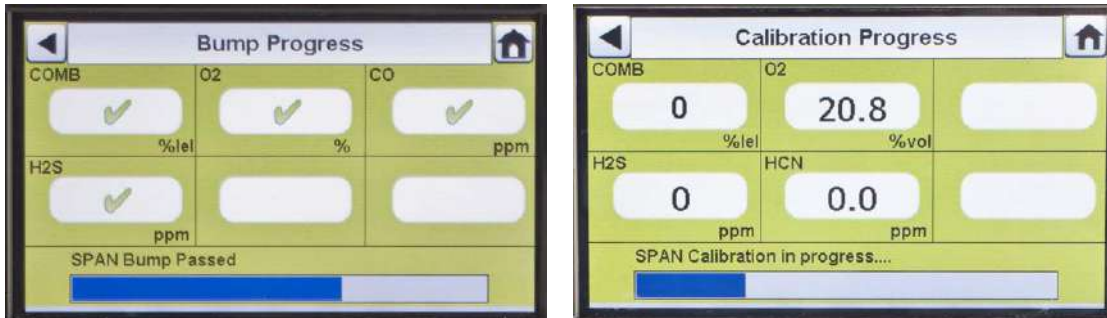 Bump Progress
COMB O2 CO
%lel % ppm
H2S
ppm
SPAN Bump Passed
Calibration Progress
COMB O2
0 20.8
%lel %vol
H2S HCN
0 0.0
ppm ppm
SPAN Calibration in progress....